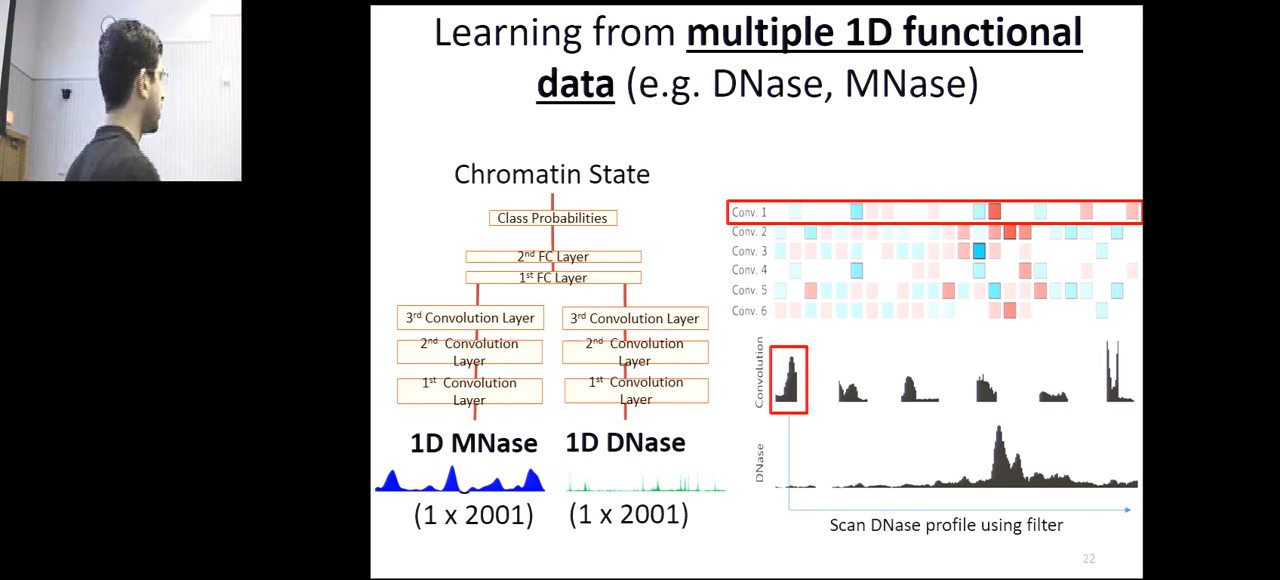 Learning from multiple 1D functional
data (e.g. DNase, MNase)
Chromatin State
Class Probabilities
2nd FC Layer
1st FC Layer
3rd Convolution Layer
3rd Convolution Layer
2nd Convolution
Layer
2nd Convolution
Layer
1st Convolution
Layer
1st Convolution
Layer
1D MNase
1D DNase
(1 x 2001)
(1 x 2001)
Conv. 1
Conv. 2
Conv. 3
Conv. 4
Conv. 5
Conv. 6
Convolution
DNase
Scan DNase profile using filter
22